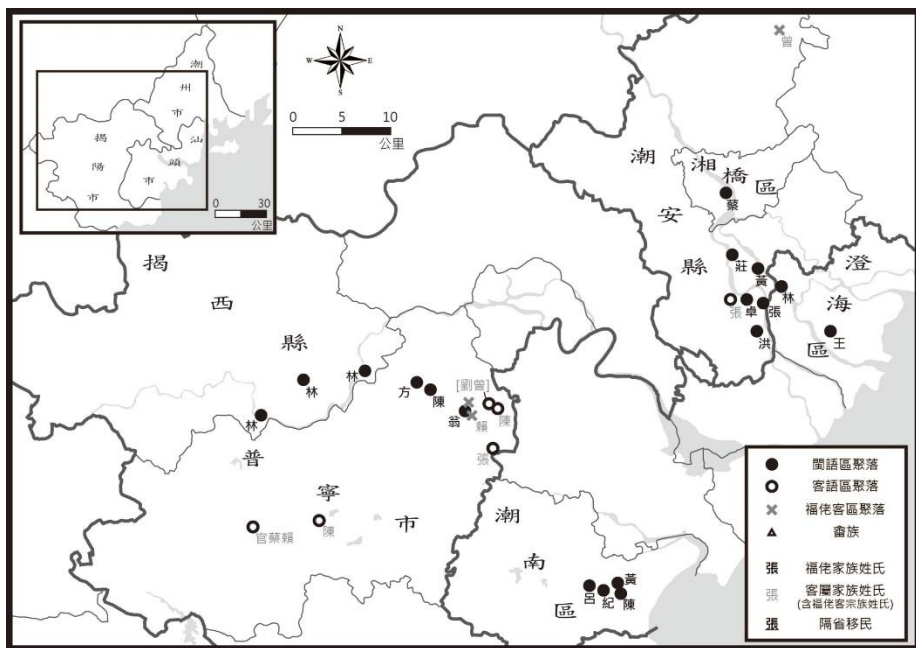 潮州市
揭陽市
汕頭市
0 30
公里
N
W E
S
0 5 10
公里
曾
潮安縣
湘橋區
蔡
莊
黃
林
張
卓
張
洪
澄海區
王
揭西縣
林
林
林
方
陳
[劉曾]
翁
賴
陳
張
普寧市
官蔡賴
陳
潮南區
呂
紀
黃
陳
閩語區聚落
客語區聚落
福佬客區聚落
畲族
張 福佬家族姓氏
張 客屬家族姓氏
(含福佬客宗族姓氏)
張 隔省移民